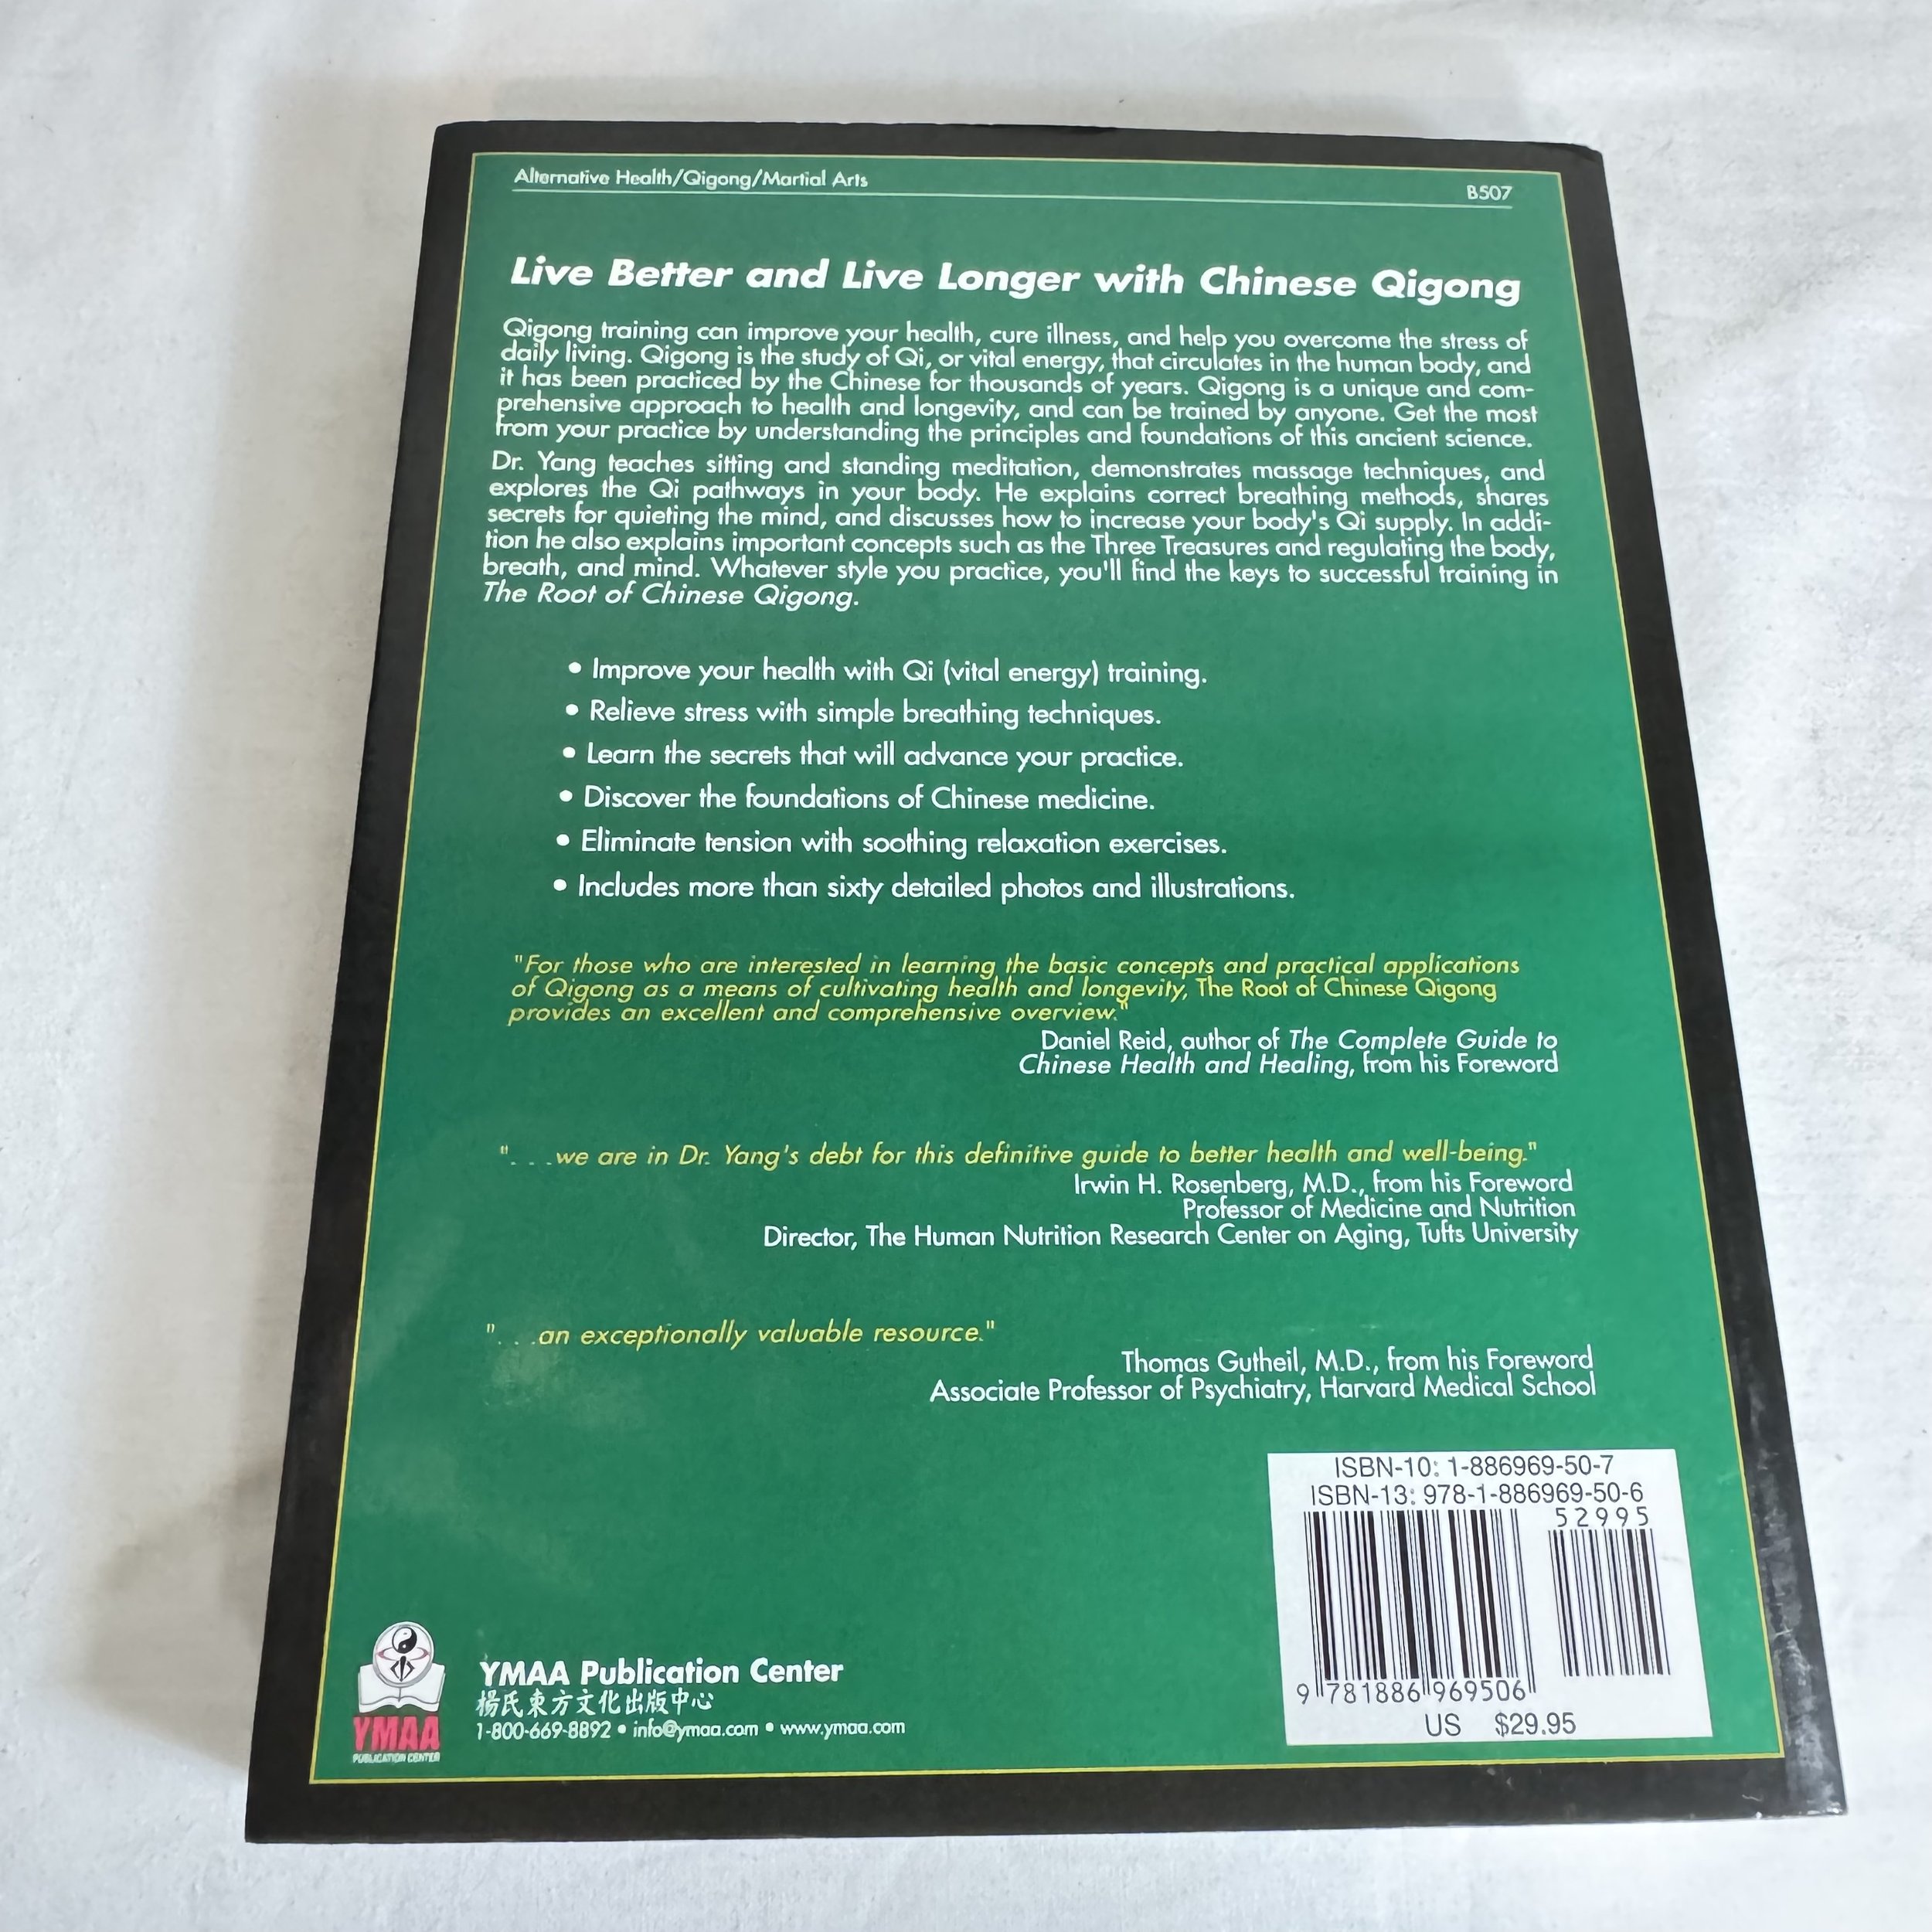 Alternative Health/Qigong/Martial Arts
B507
Live Better and Live Longer with Chinese Qigong
Qigong training can improve your health, cure illness, and help you overcome the stress of
daily living. Qigong is the study of Qi, or vital energy, that circulates in the human body, and
it has been practiced by the Chinese for thousands of years. Qigong is a unique and com-
prehensive approach to health and longevity, and can be trained by anyone. Get the most
from your practice by understanding the principles and foundations of this ancient science.
Dr. Yang teaches sitting and standing meditation, demonstrates massage techniques, and
explores the Qi pathways in your body. He explains correct breathing methods, shares
secrets for quieting the mind, and discusses how to increase your body's Qi supply. In addi-
tion he also explains important concepts such as the Three Treasures and regulating the body,
breath, and mind. Whatever style you practice, you'll find the keys to successful training in
The Root of Chinese Qigong.
• Improve your health with Qi (vital energy) training.
• Relieve stress with simple breathing techniques.
• Learn the secrets that will advance your practice.
• Discover the foundations of Chinese medicine.
• Eliminate tension with soothing relaxation exercises.
• Includes more than sixty detailed photos and illustrations.
"For those who are interested in learning the basic concepts and practical applications
of Qigong as a means of cultivating health and longevity, The Root of Chinese Qigong
provides an excellent and comprehensive overview."
Daniel Reid, author of The Complete Guide to
Chinese Health and Healing, from his Foreword
"...we are in Dr. Yang's debt for this definitive guide to better health and well-being."
Irwin H. Rosenberg, M.D., from his Foreword
Professor of Medicine and Nutrition
Director, The Human Nutrition Research Center on Aging, Tufts University
"...an exceptionally valuable resource."
Thomas Gutheil, M.D., from his Foreword
Associate Professor of Psychiatry, Harvard Medical School
ISBN-10: 1-886969-50-7
ISBN-13: 978-1-886969-50-6
52995
9 781886 969506
US $29.95
YMAA
PUBLICATION CENTER
YMAA Publication Center
楊氏東方文化出版中心
1-800-669-8892 • info@ymaa.com • www.ymaa.com